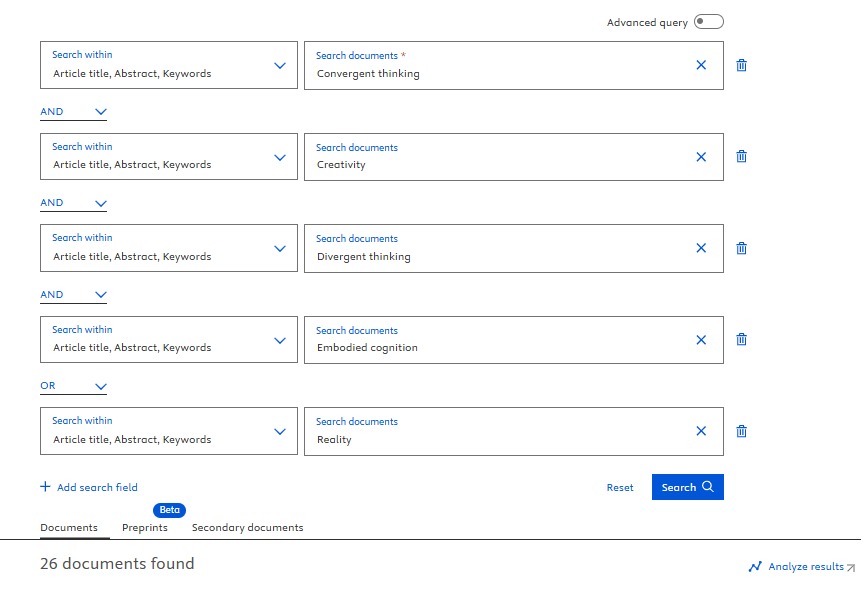 Advanced query
Search within
Article title, Abstract, Keywords
Search documents *
Convergent thinking
AND
Search within
Article title, Abstract, Keywords
Search documents
Creativity
AND
Search within
Article title, Abstract, Keywords
Search documents
Divergent thinking
AND
Search within
Article title, Abstract, Keywords
Search documents
Embodied cognition
OR
Search within
Article title, Abstract, Keywords
Search documents
Reality
+ Add search field
Reset
Search
Beta
Documents Preprints Secondary documents
26 documents found
Analyze results